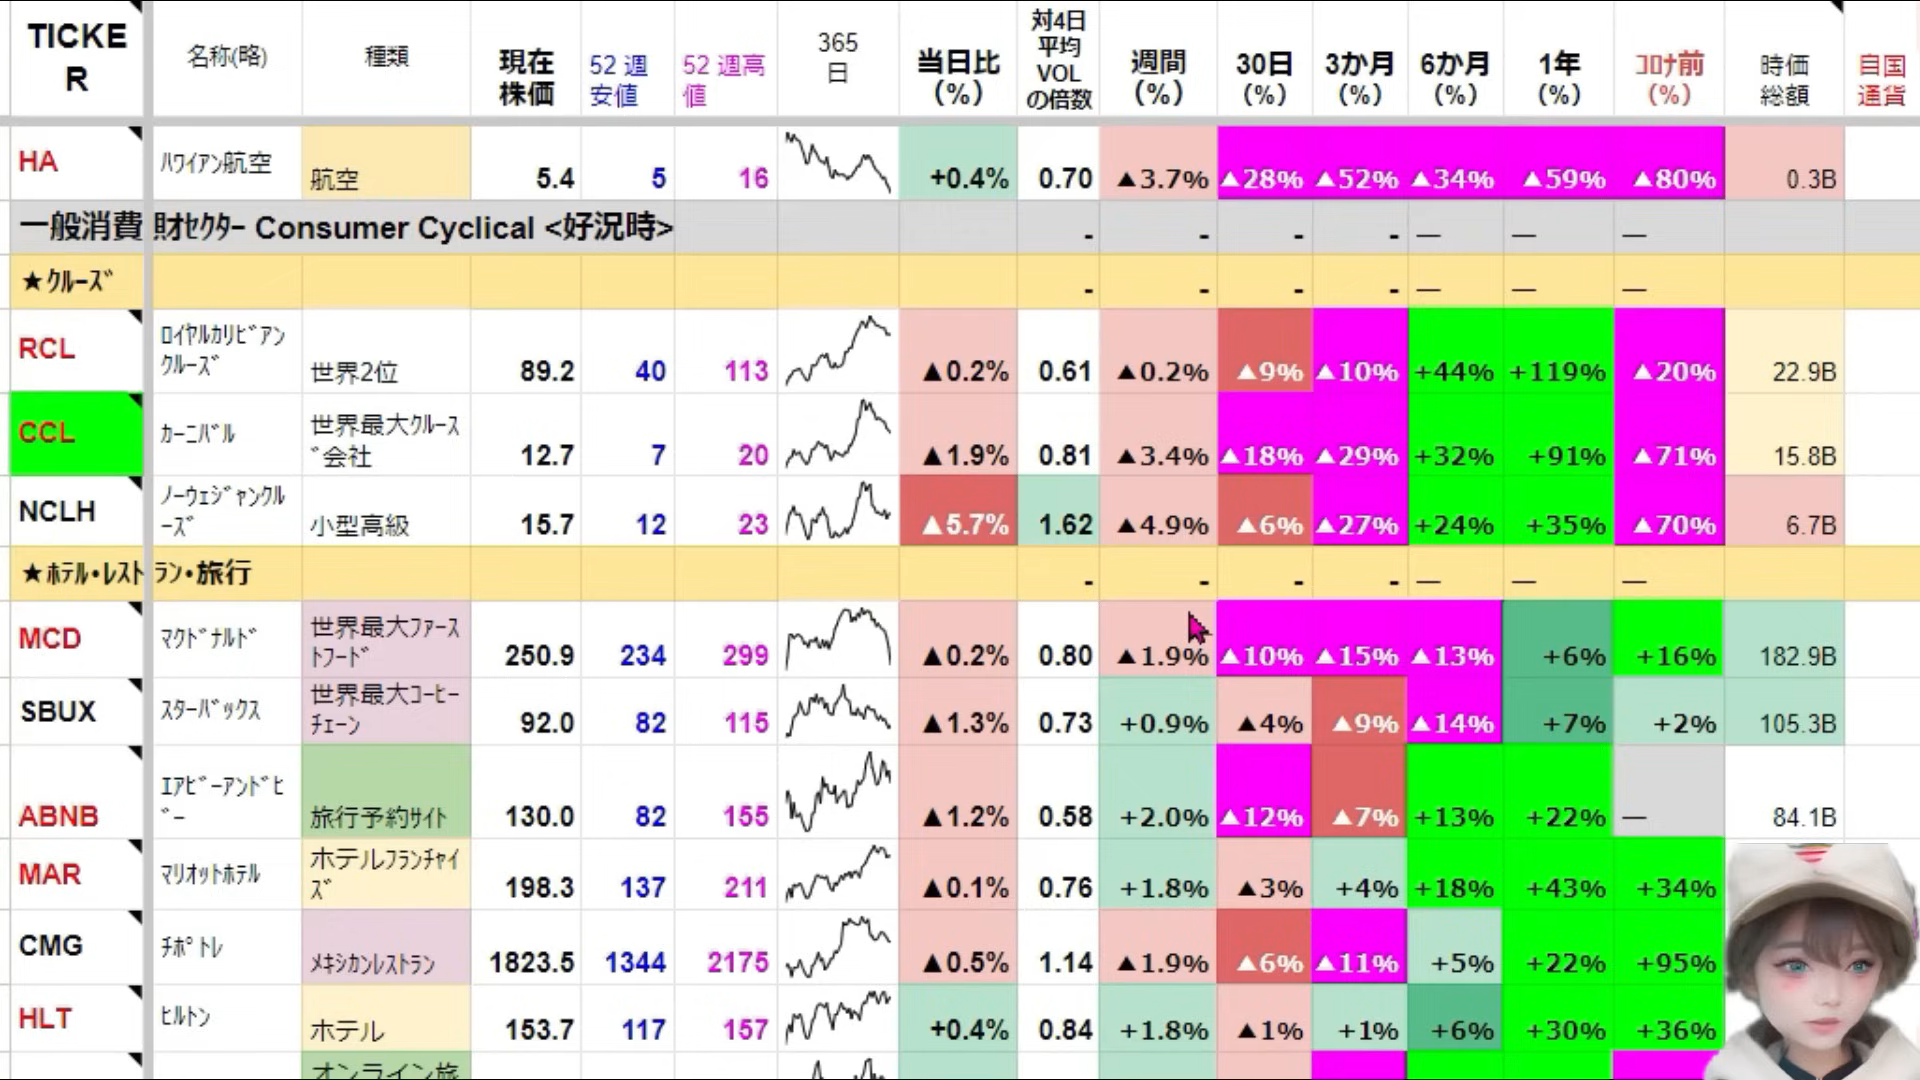 TICKE
R
名称(略)
種類
現在
株価
52 週
安値
52 週高
値
365
日
当日比
(%)
対4日
平均
VOL
の倍数
週間
(%)
30日
(%)
3か月
(%)
6か月
(%)
1年
(%)
ｺﾛﾅ前
(%)
時価
総額
自国
通貨
HA ﾊﾜｲｱﾝ航空 航空 5.4 5 16 +0.4% 0.70 ▲3.7% ▲28% ▲52% ▲34% ▲59% ▲80% 0.3B
一般消費財ｾｸﾀｰ Consumer Cyclical <好況時> - - - - — — —
★ｸﾙｰｽﾞ - - - - — — —
RCL ﾛｲﾔﾙｶﾘﾋﾞｱﾝ
ｸﾙｰｽﾞ 世界2位 89.2 40 113 ▲0.2% 0.61 ▲0.2% ▲9% ▲10% +44% +119% ▲20% 22.9B
CCL ｶｰﾆﾊﾞﾙ 世界最大ｸﾙｰｽ
ﾞ会社 12.7 7 20 ▲1.9% 0.81 ▲3.4% ▲18% ▲29% +32% +91% ▲71% 15.8B
NCLH ﾉｰｳｪｼﾞｬﾝｸﾙ
ｰｽﾞ 小型高級 15.7 12 23 ▲5.7% 1.62 ▲4.9% ▲6% ▲27% +24% +35% ▲70% 6.7B
★ﾎﾃﾙ・ﾚｽﾄﾗﾝ・旅行 - - - - — — —
MCD ﾏｸﾄﾞﾅﾙﾄﾞ 世界最大ﾌｧｰｽ
ﾄﾌｰﾄﾞ 250.9 234 299 ▲0.2% 0.80 ▲1.9% ▲10% ▲15% ▲13% +6% +16% 182.9B
SBUX ｽﾀｰﾊﾞｯｸｽ 世界最大ｺｰﾋｰ
ﾁｪｰﾝ 92.0 82 115 ▲1.3% 0.73 +0.9% ▲4% ▲9% ▲14% +7% +2% 105.3B
ABNB ｴｱﾋﾞｰｱﾝﾄﾞﾋ
ﾞｰ 旅行予約ｻｲﾄ 130.0 82 155 ▲1.2% 0.58 +2.0% ▲12% ▲7% +13% +22% — 84.1B
MAR ﾏﾘｵｯﾄﾎﾃﾙ ホテルﾌﾗﾝﾁｬｲ
ｽﾞ 198.3 137 211 ▲0.1% 0.76 +1.8% ▲3% +4% +18% +43% +34%
CMG ﾁﾎﾟﾄﾚ ﾒｷｼｶﾝﾚｽﾄﾗﾝ 1823.5 1344 2175 ▲0.5% 1.14 ▲1.9% ▲6% ▲11% +5% +22% +95%
HLT ﾋﾙﾄﾝ ホテル 153.7 117 157 +0.4% 0.84 +1.8% ▲1% +1% +6% +30% +36%
オンライン旅